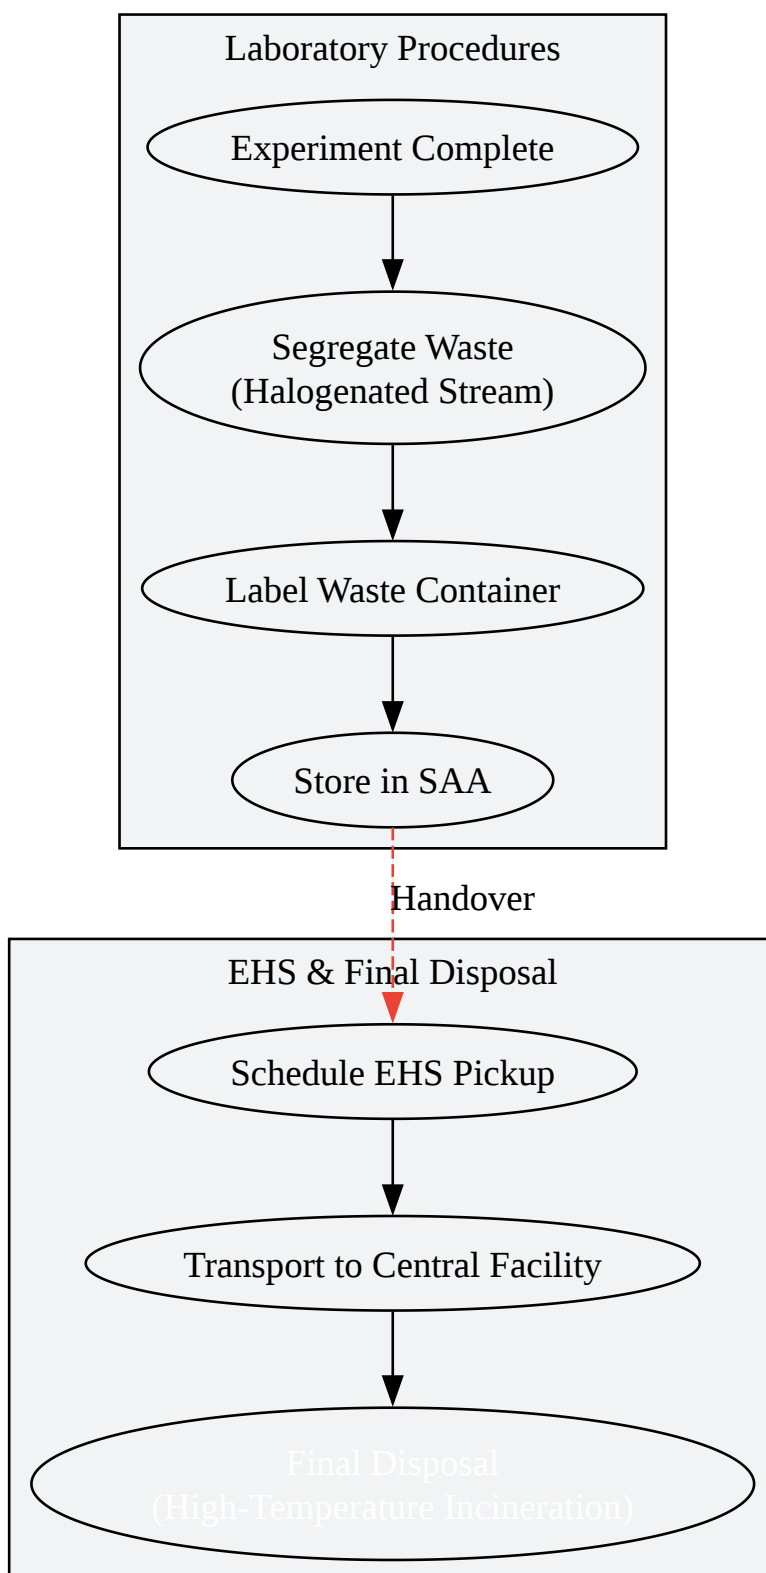 Laboratory Procedures
Experiment Complete
Segregate Waste
(Halogenated Stream)
Label Waste Container
Store in SAA
Handover
EHS & Final Disposal
Schedule EHS Pickup
Transport to Central Facility
Final Disposal
(High-Temperature Incineration)